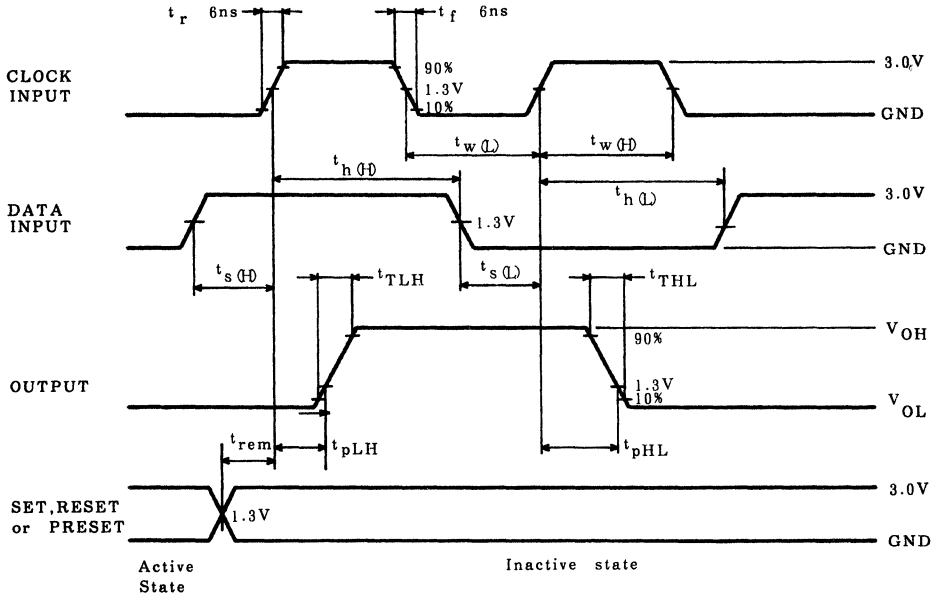 t r 6ns
t f 6ns
CLOCK
INPUT
90%
1.3V
10%
3.0V
GND
t w(L)
t w(H)
t h(H)
t h(L)
DATA
INPUT
1.3V
3.0V
GND
t s(H)
t s(L)
t TLH
t THL
OUTPUT
90%
1.3V
10%
V OH
V OL
t rem
t pLH
t pHL
SET, RESET
or PRESET
1.3V
3.0V
GND
Active
State
Inactive state